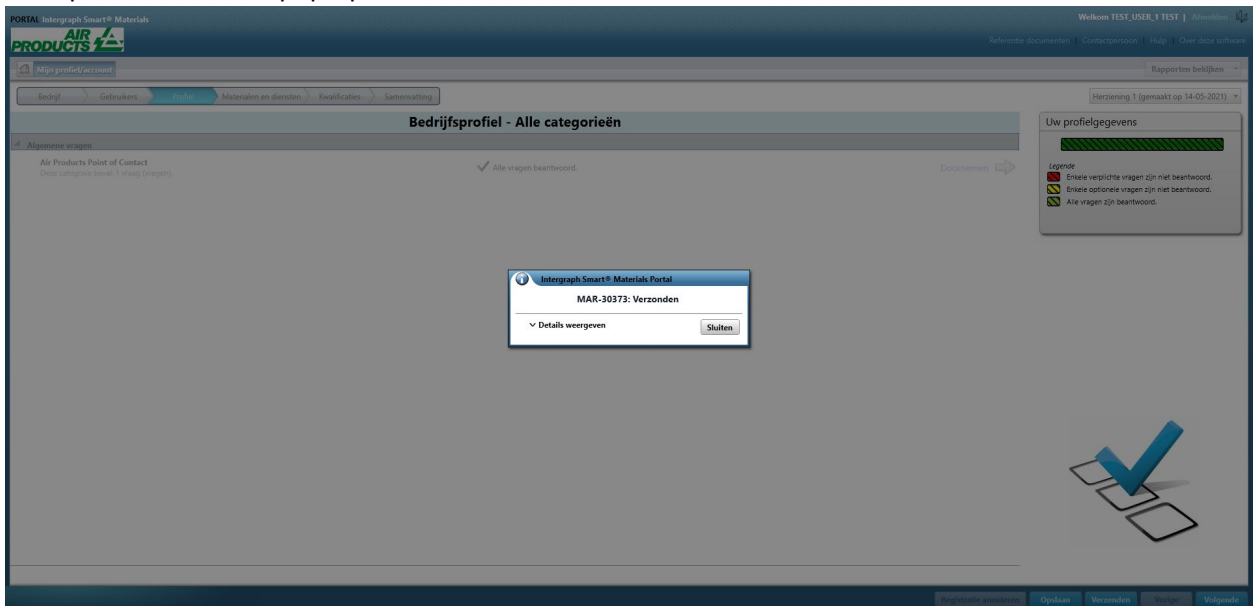 PORTAL Intergraph Smart® Materials
Welkom TEST_USER_1 TEST | Afmelden
AIR PRODUCTS
Referentie documenten | Contactpersoon | Hulp | Over deze software
Mijn profiel/account
Rapporten bekijken
Bedrijf Gebruikers Profiel Materialen en diensten Kwalificaties Samenvatting
Herziening 1 (gemaakt op 14-05-2021)
Bedrijfsprofiel - Alle categorieën
Uw profielgegevens
Algemene vragen
Air Products Point of Contact
Deze categorie bevat 1 vraag (vragen).
Alle vragen beantwoord.
Doornemen
Legende
Enkele verplichte vragen zijn niet beantwoord.
Enkele optionele vragen zijn niet beantwoord.
Alle vragen zijn beantwoord.
Intergraph Smart® Materials Portal
MAR-30373: Verzonden
Details weergeven
Sluiten
Registratie annuleren Opslaan Verzenden Vorige Volgende